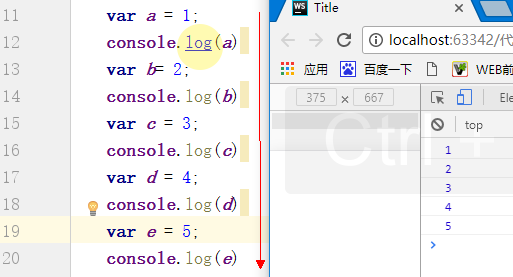 11 var a = 1;
12 console.log(a)
13 var b= 2;
14 console.log(b)
15 var c = 3;
16 console.log(c)
17 var d = 4;
18 console.log(d)
19 var e = 5;
20 console.log(e)
WS Title
localhost:63342/代
应用 百度一下 WEB前
375 × 667
Ele
top
Ctrl +
1
2
3
4
5